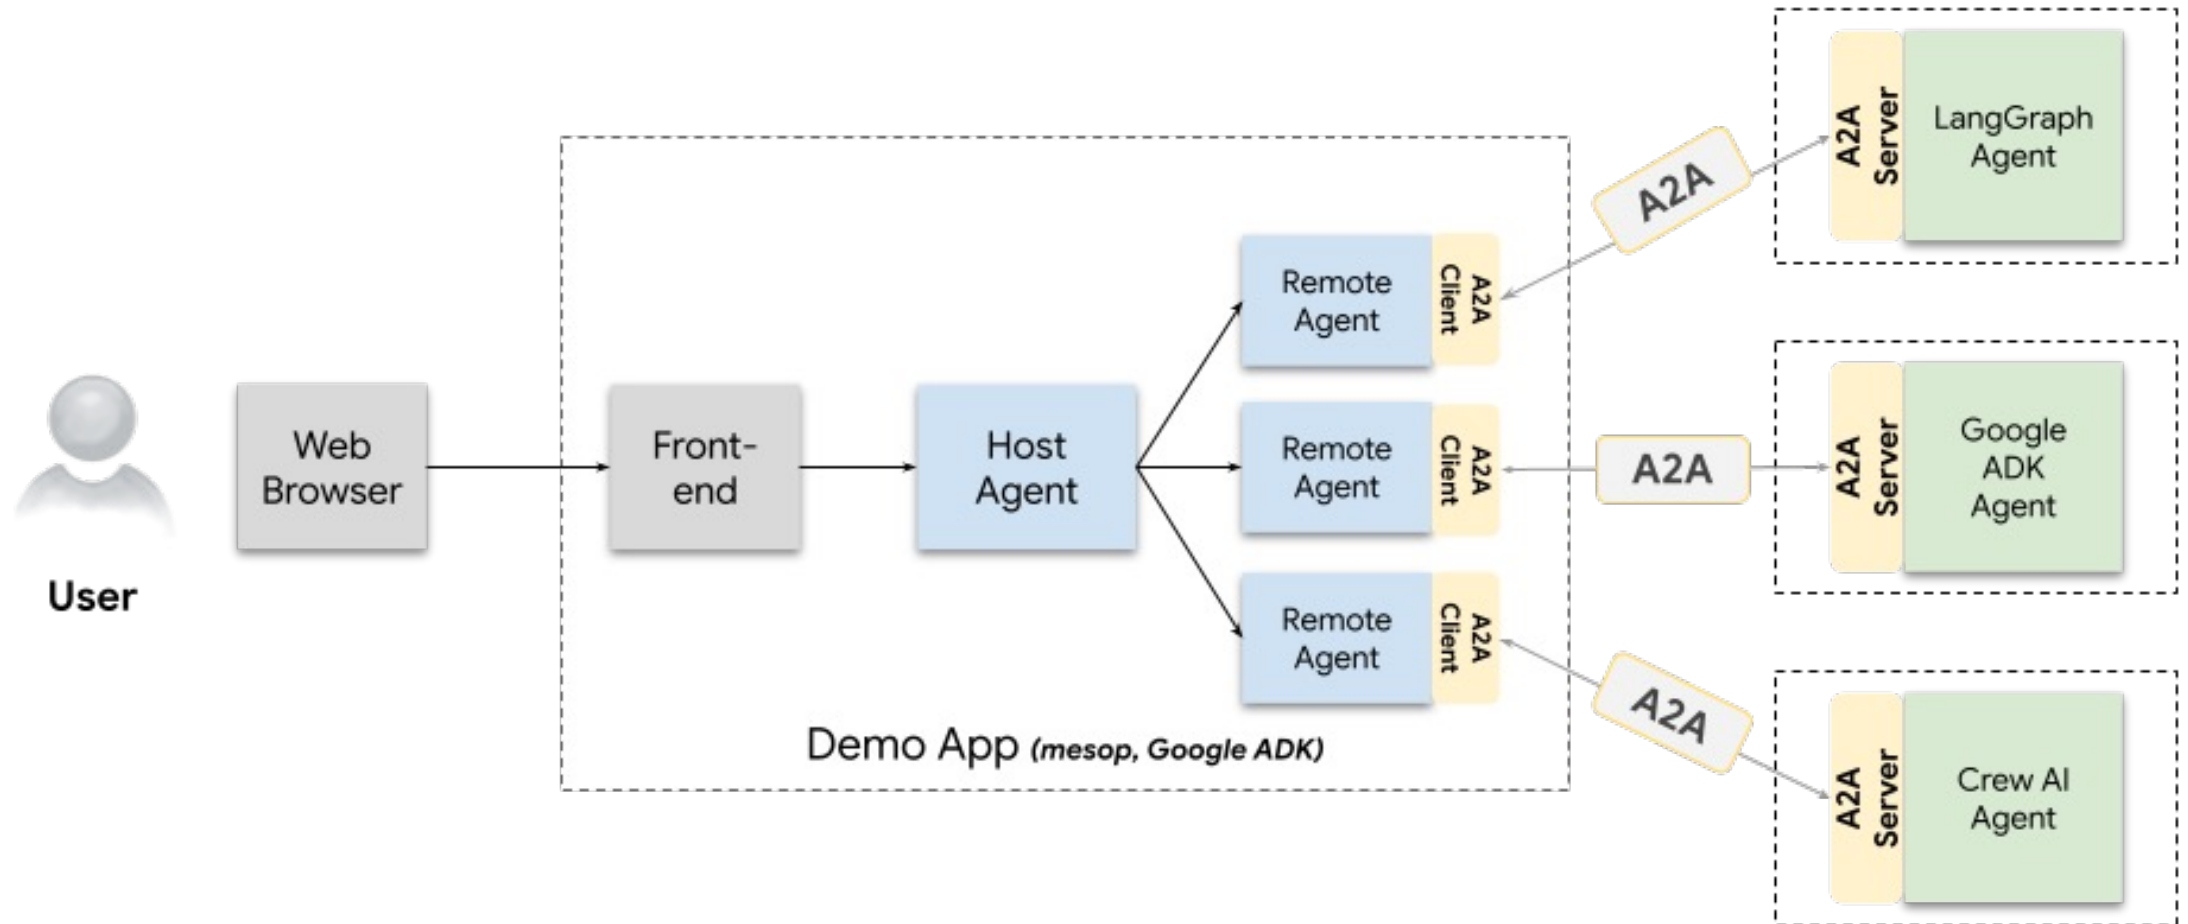 User
Web
Browser
Front-
end
Host
Agent
Remote
Agent
A2A
Client
Remote
Agent
A2A
Client
Remote
Agent
A2A
Client
Demo App (mesop, Google ADK)
A2A
A2A
A2A
A2A
Server
LangGraph
Agent
A2A
Server
Google
ADK
Agent
A2A
Server
Crew AI
Agent